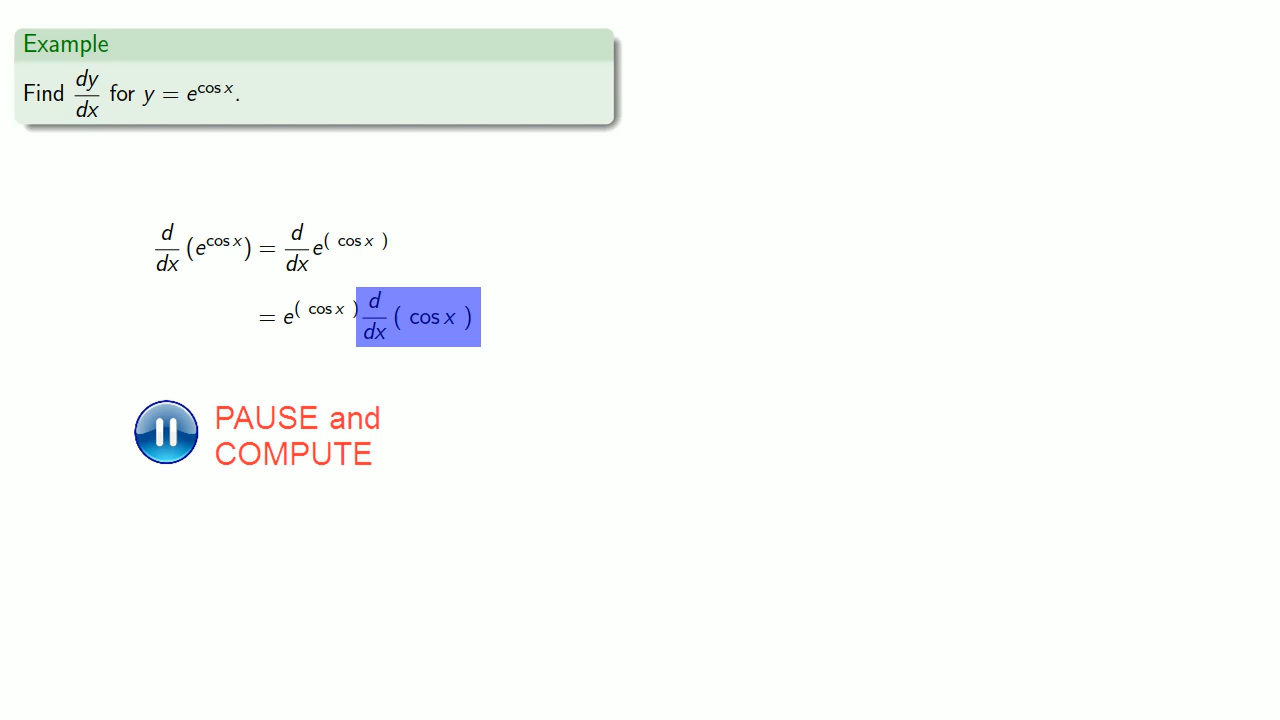 Example
Find dy/dx for y = e^{cos x}.
d/dx (e^{cos x}) = d/dx e^{( cos x )}
= e^{( cos x )} d/dx ( cos x )
PAUSE and
COMPUTE